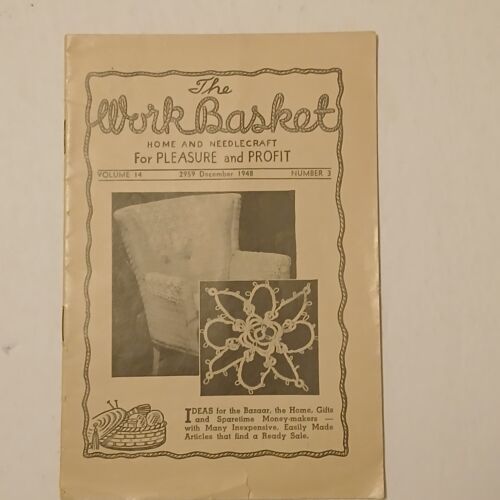 The
Work Basket
HOME AND NEEDLECRAFT
For PLEASURE and PROFIT
VOLUME 14 2959 December 1948 NUMBER 3
IDEAS for the Bazaar, the Home, Gifts
and Sparetime Money-makers —
with Many Inexpensive, Easily Made
Articles that find a Ready Sale.